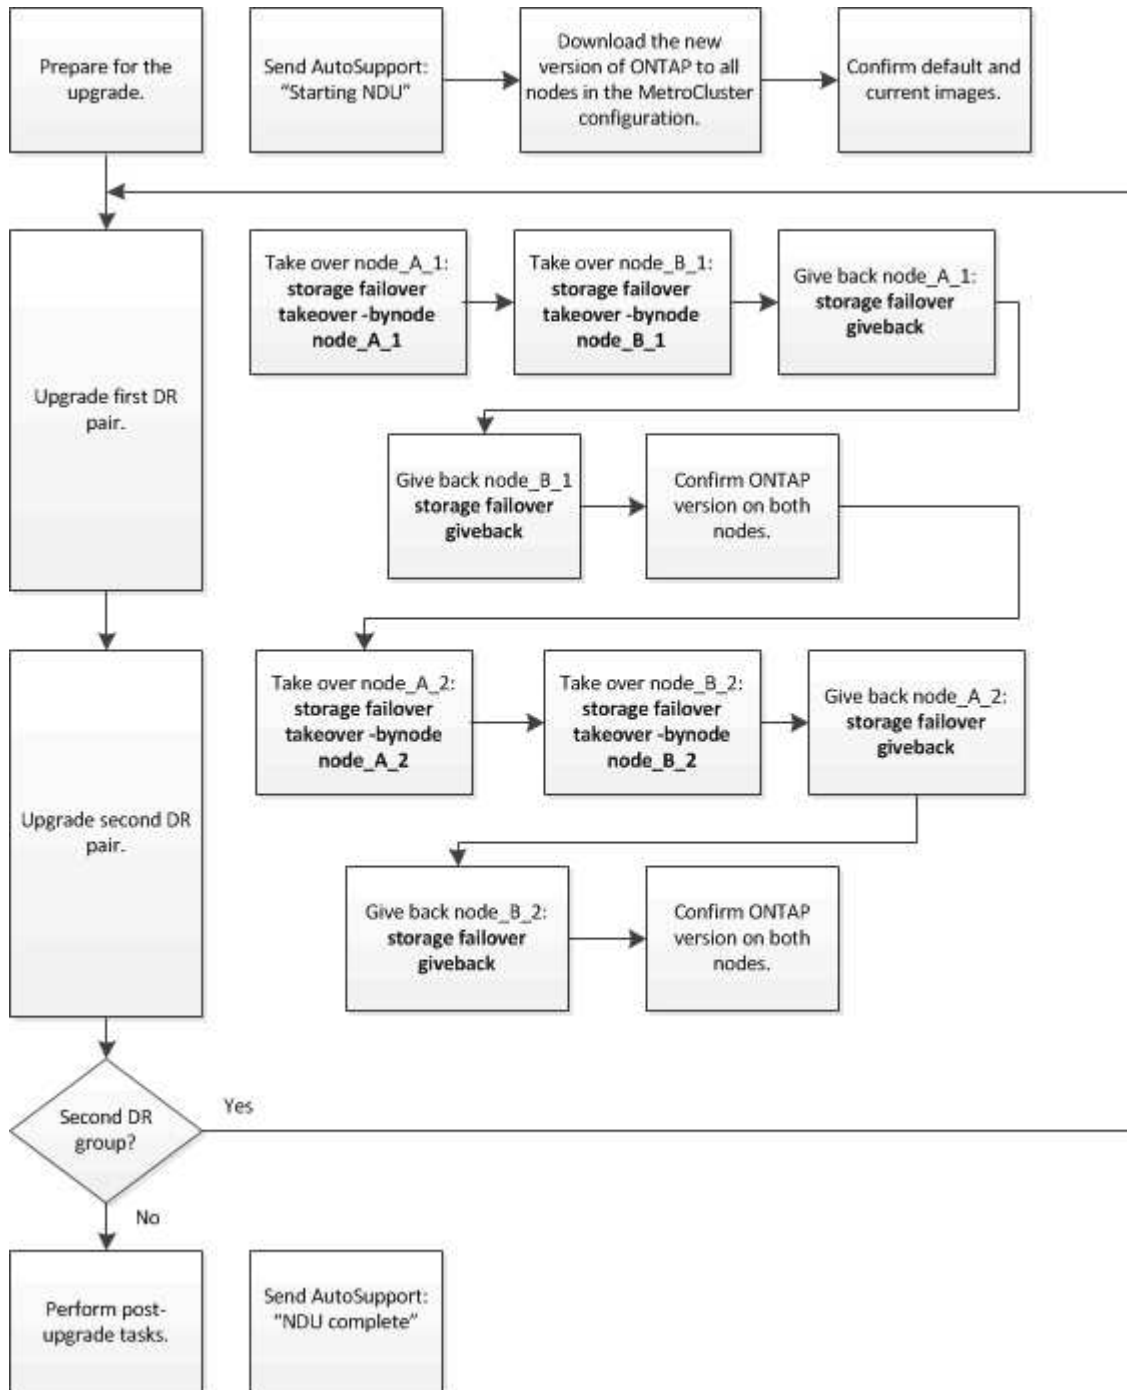 Prepare for the
upgrade.
Send AutoSupport:
“Starting NDU”
Download the new
version of ONTAP to all
nodes in the MetroCluster
configuration.
Confirm default and
current images.
Upgrade first DR
pair.
Take over node_A_1:
storage failover
takeover -bynode
node_A_1
Take over node_B_1:
storage failover
takeover -bynode
node_B_1
Give back node_A_1:
storage failover
giveback
Give back node_B_1
storage failover
giveback
Confirm ONTAP
version on both
nodes.
Upgrade second DR
pair.
Take over node_A_2:
storage failover
takeover -bynode
node_A_2
Take over node_B_2:
storage failover
takeover -bynode
node_B_2
Give back node_A_2:
storage failover
giveback
Give back node_B_2:
storage failover
giveback
Confirm ONTAP
version on both
nodes.
Second DR
group?
Yes
No
Perform post-
upgrade tasks.
Send AutoSupport:
“NDU complete”